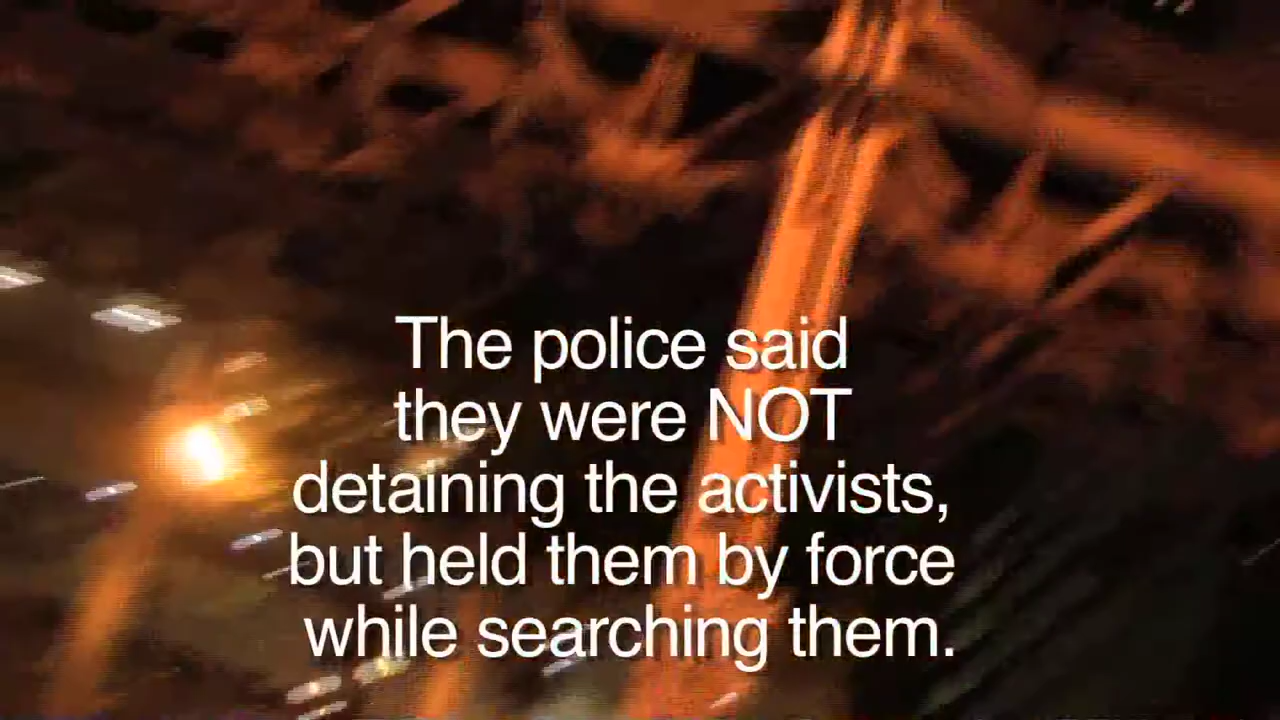 The police said
they were NOT
detaining the activists,
but held them by force
while searching them.